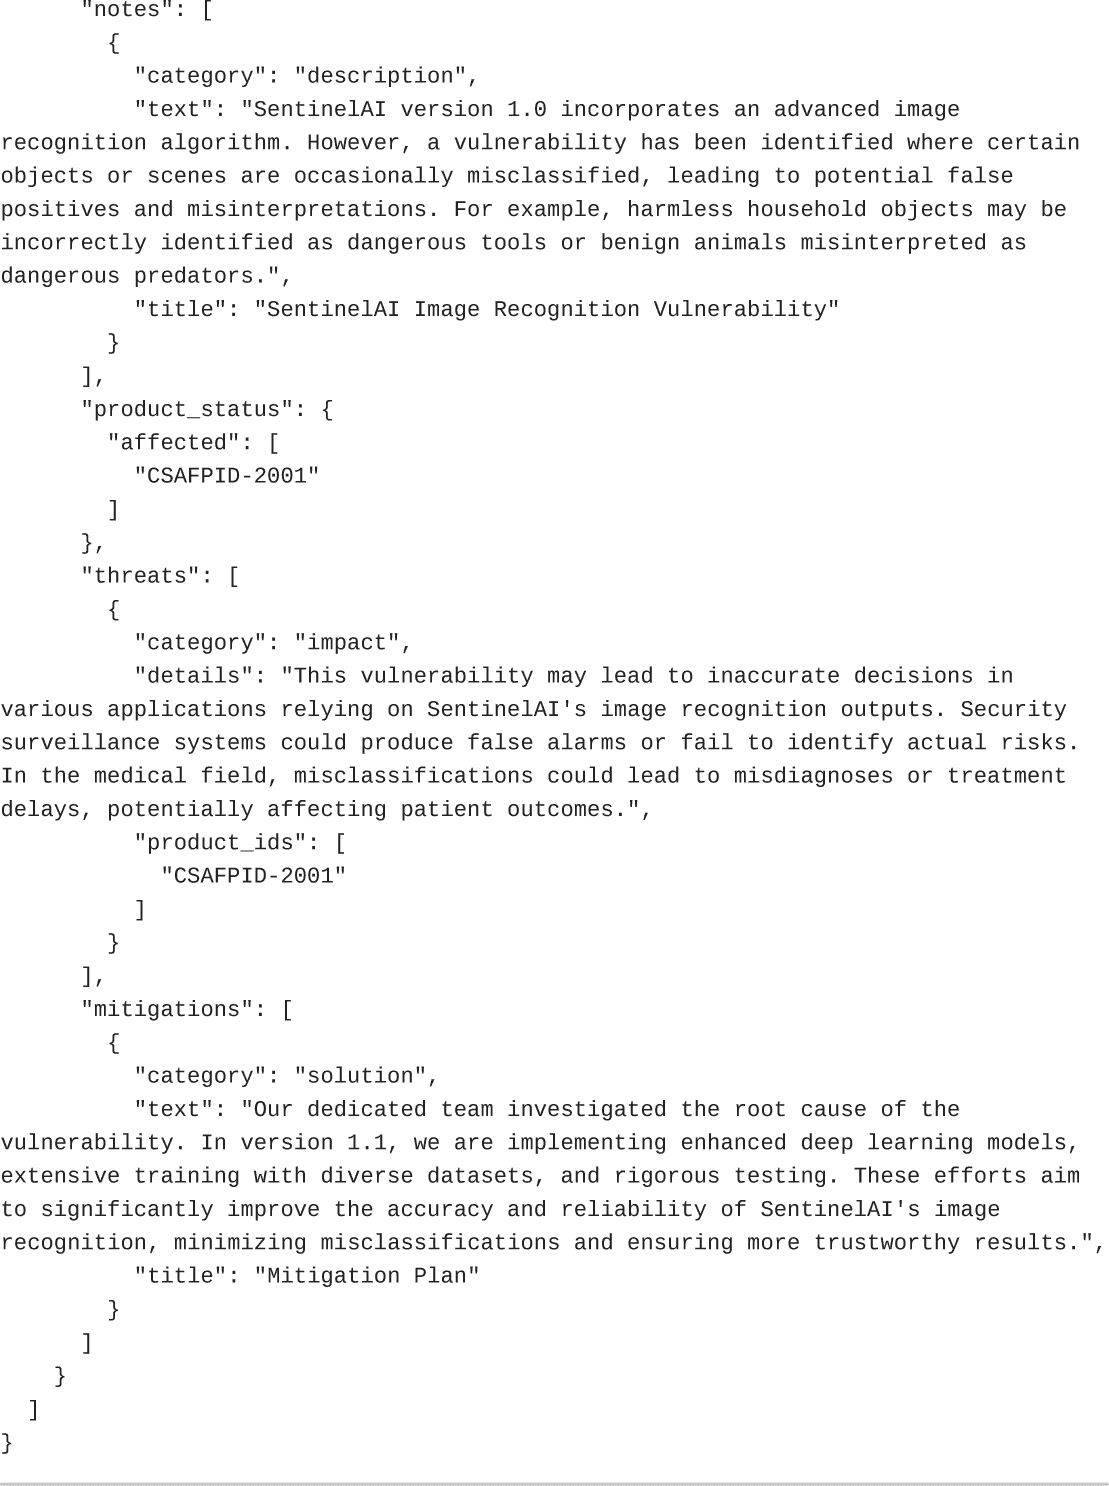 "notes": [
        {
          "category": "description",
          "text": "SentinelAI version 1.0 incorporates an advanced image
recognition algorithm. However, a vulnerability has been identified where certain
objects or scenes are occasionally misclassified, leading to potential false
positives and misinterpretations. For example, harmless household objects may be
incorrectly identified as dangerous tools or benign animals misinterpreted as
dangerous predators.",
          "title": "SentinelAI Image Recognition Vulnerability"
        }
      ],
      "product_status": {
        "affected": [
          "CSAFPID-2001"
        ]
      },
      "threats": [
        {
          "category": "impact",
          "details": "This vulnerability may lead to inaccurate decisions in
various applications relying on SentinelAI's image recognition outputs. Security
surveillance systems could produce false alarms or fail to identify actual risks.
In the medical field, misclassifications could lead to misdiagnoses or treatment
delays, potentially affecting patient outcomes.",
          "product_ids": [
            "CSAFPID-2001"
          ]
        }
      ],
      "mitigations": [
        {
          "category": "solution",
          "text": "Our dedicated team investigated the root cause of the
vulnerability. In version 1.1, we are implementing enhanced deep learning models,
extensive training with diverse datasets, and rigorous testing. These efforts aim
to significantly improve the accuracy and reliability of SentinelAI's image
recognition, minimizing misclassifications and ensuring more trustworthy results.",
          "title": "Mitigation Plan"
        }
      ]
    }
  ]
}